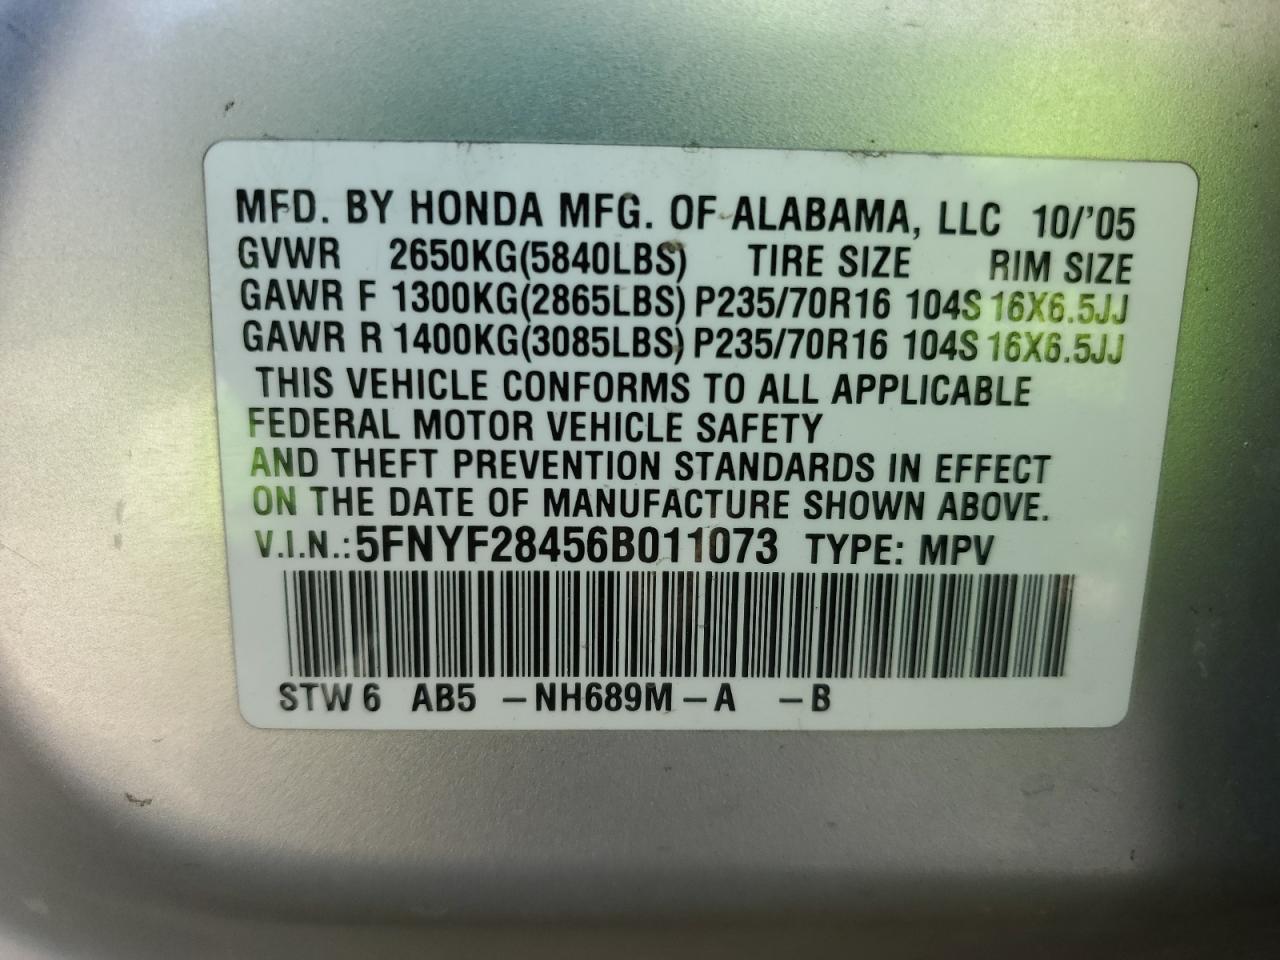 MFD. BY HONDA MFG. OF ALABAMA, LLC 10/'05
GVWR 2650KG(5840LBS) TIRE SIZE RIM SIZE
GAWR F 1300KG(2865LBS) P235/70R16 104S 16X6.5JJ
GAWR R 1400KG(3085LBS) P235/70R16 104S 16X6.5JJ
THIS VEHICLE CONFORMS TO ALL APPLICABLE
FEDERAL MOTOR VEHICLE SAFETY
AND THEFT PREVENTION STANDARDS IN EFFECT
ON THE DATE OF MANUFACTURE SHOWN ABOVE.
V.I.N.: 5FNYF28456B011073 TYPE: MPV
STW 6 AB5 -NH689M-A -B